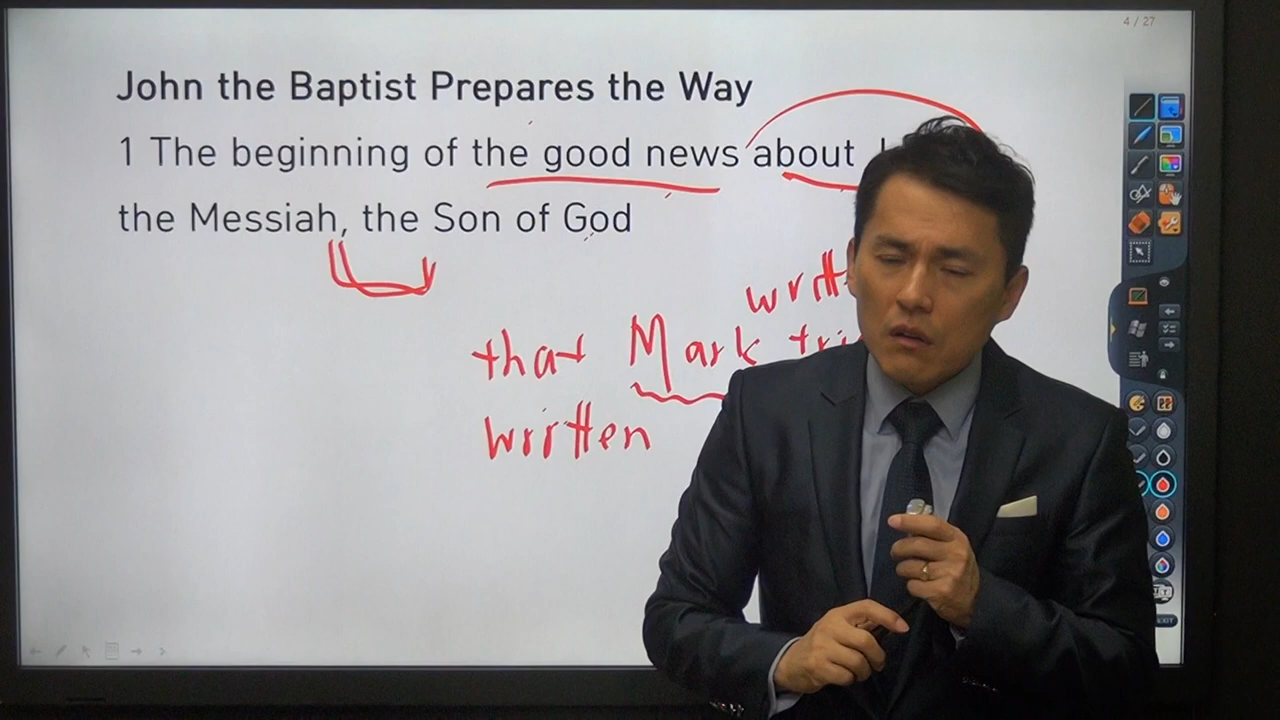 4 / 27
John the Baptist Prepares the Way
1 The beginning of the good news about
the Messiah, the Son of God
that Mark
written